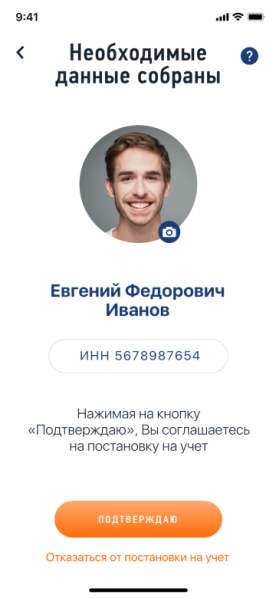 9:41
Необходимые
данные собраны
?
Евгений Федорович
Иванов
ИНН 5678987654
Нажимая на кнопку
«Подтверждаю», Вы соглашаетесь
на постановку на учет
ПОДТВЕРЖДАЮ
Отказаться от постановки на учет